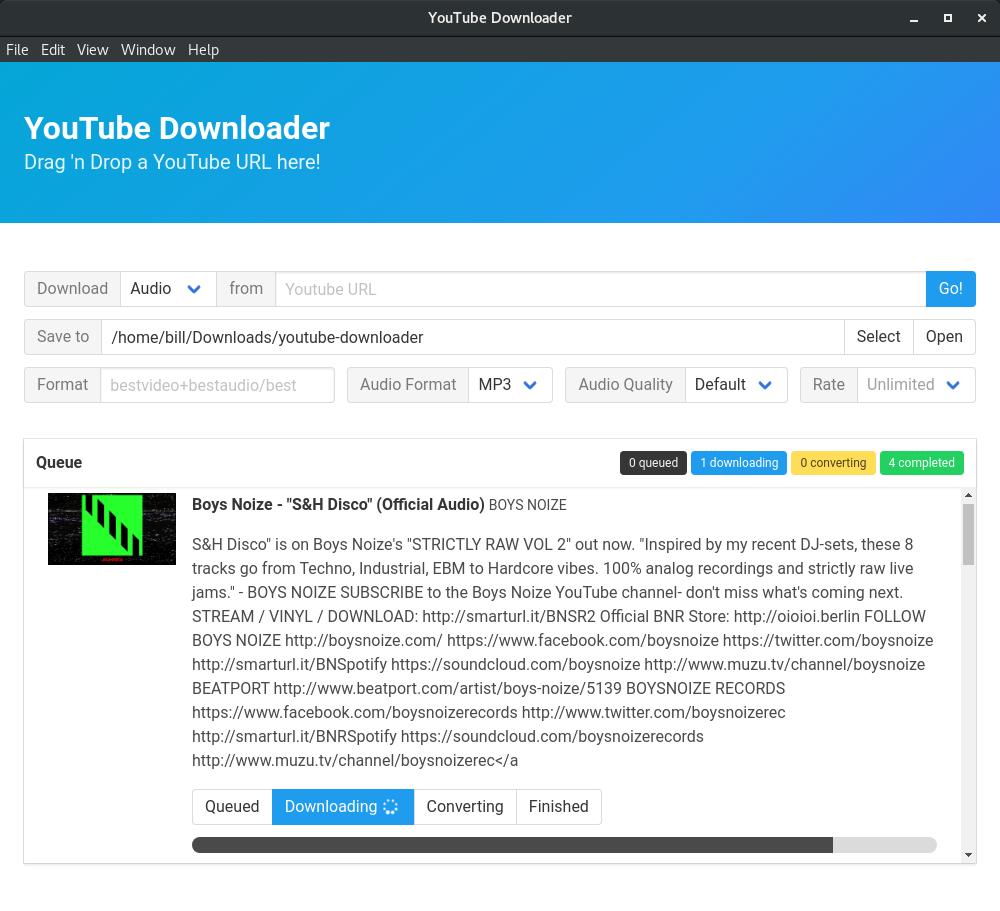 YouTube Downloader
File Edit View Window Help
YouTube Downloader
Drag 'n Drop a YouTube URL here!
Download Audio from Youtube URL Go!
Save to /home/bill/Downloads/youtube-downloader Select Open
Format bestvideo+bestaudio/best Audio Format MP3 Audio Quality Default Rate Unlimited
Queue 0 queued 1 downloading 0 converting 4 completed
Boys Noize - "S&H Disco" (Official Audio) BOYS NOIZE
S&H Disco" is on Boys Noize's "STRICTLY RAW VOL 2" out now. "Inspired by my recent DJ-sets, these 8
tracks go from Techno, Industrial, EBM to Hardcore vibes. 100% analog recordings and strictly raw live
jams." - BOYS NOIZE SUBSCRIBE to the Boys Noize YouTube channel- don't miss what's coming next.
STREAM / VINYL / DOWNLOAD: http://smarturl.it/BNSR2 Official BNR Store: http://oioioi.berlin FOLLOW
BOYS NOIZE http://boysnoize.com/ https://www.facebook.com/boysnoize https://twitter.com/boysnoize
http://smarturl.it/BNSpotify https://soundcloud.com/boysnoize http://www.muzu.tv/channel/boysnoize
BEATPORT http://www.beatport.com/artist/boys-noize/5139 BOYSNOIZE RECORDS
https://www.facebook.com/boysnoizerecords http://www.twitter.com/boysnoizerec
http://smarturl.it/BNRSpotify https://soundcloud.com/boysnoizerecords
http://www.muzu.tv/channel/boysnoizerec</a
Queued Downloading Converting Finished